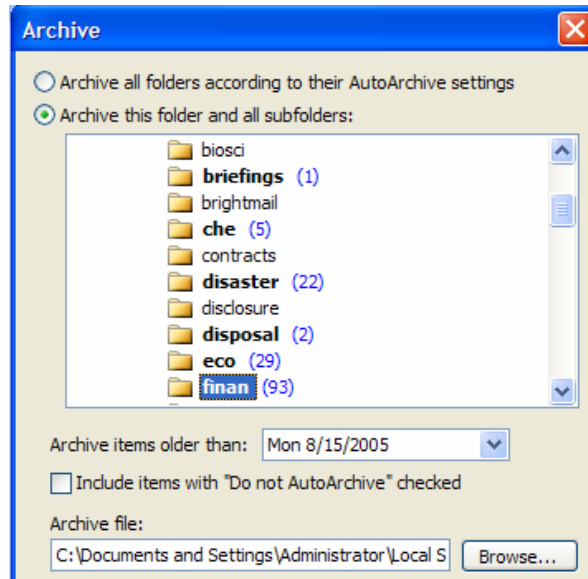 Archive
Archive all folders according to their AutoArchive settings
Archive this folder and all subfolders:
biosci
briefings (1)
brightmail
che (5)
contracts
disaster (22)
disclosure
disposal (2)
eco (29)
finan (93)
Archive items older than: Mon 8/15/2005
Include items with "Do not AutoArchive" checked
Archive file:
C:\Documents and Settings\Administrator\Local S Browse...